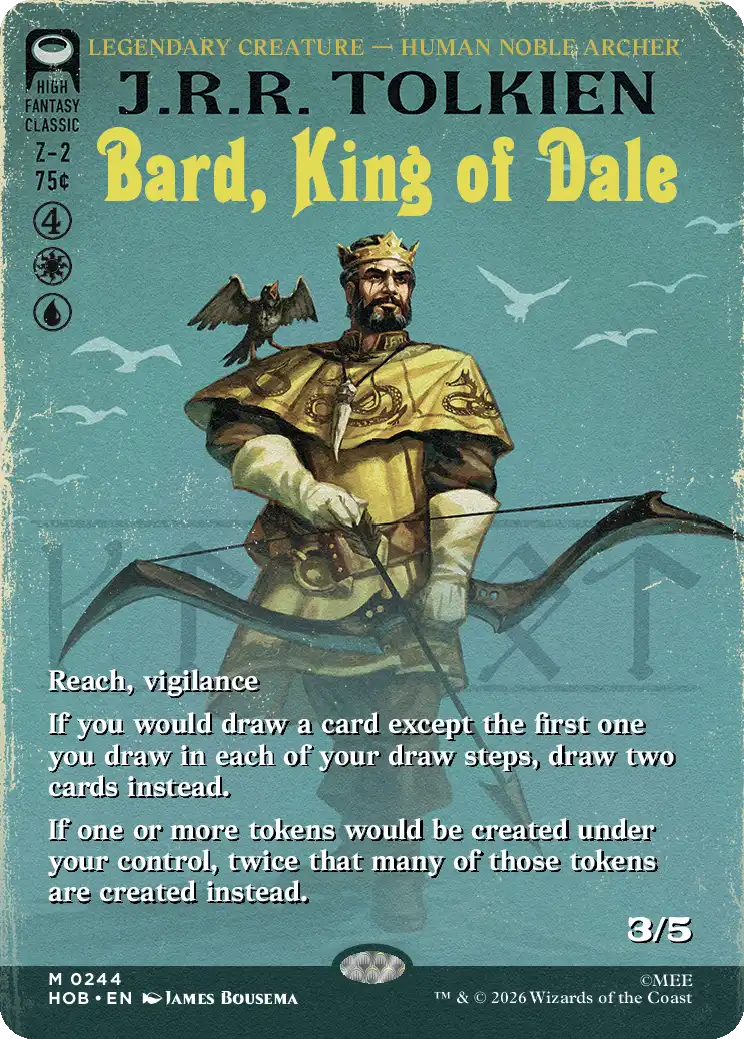 LEGENDARY CREATURE — HUMAN NOBLE ARCHER
HIGH
FANTASY
CLASSIC
Z-2
75¢
4
J.R.R. TOLKIEN
Bard, King of Dale
Reach, vigilance
If you would draw a card except the first one
you draw in each of your draw steps, draw two
cards instead.
If one or more tokens would be created under
your control, twice that many of those tokens
are created instead.
3/5
M 0244
HOB • EN James Bousema
©MEE
™ & © 2026 Wizards of the Coast